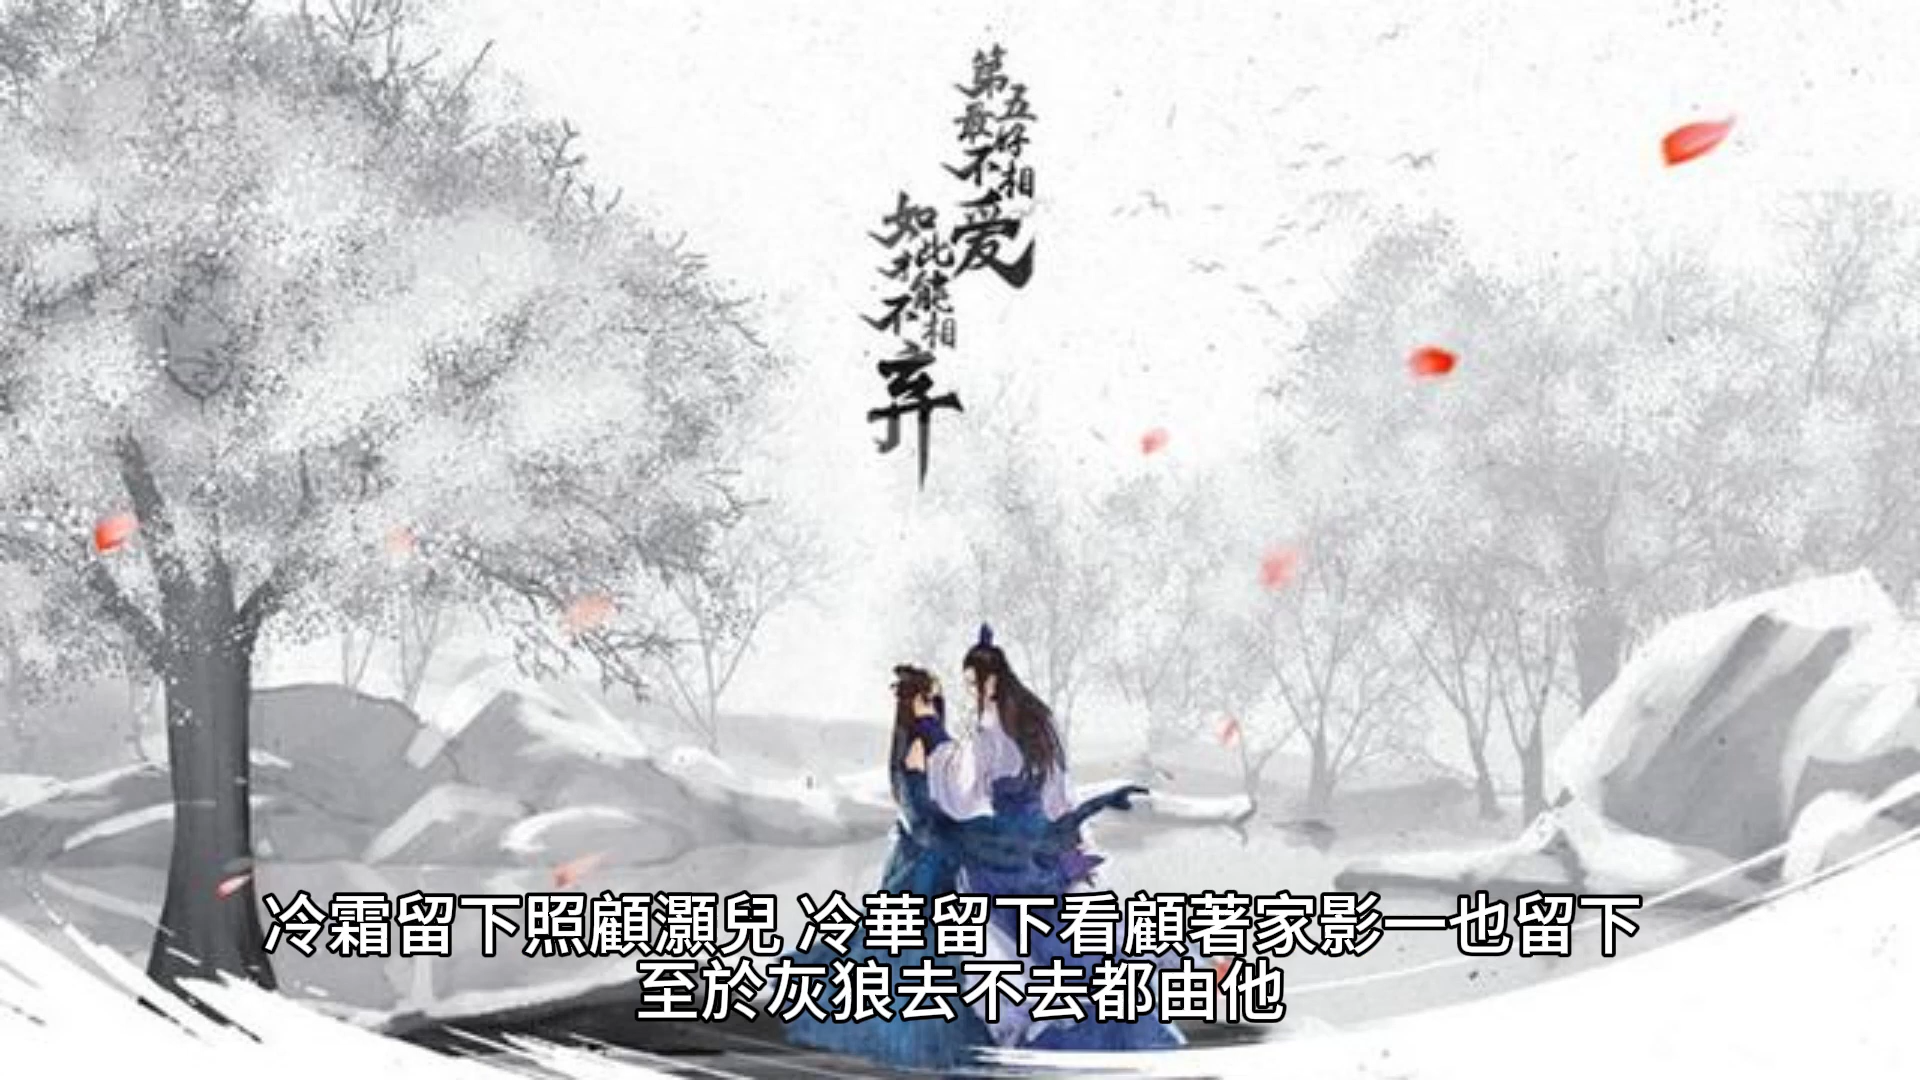 第五最好不相爱
如此才能不相弃
冷霜留下照顧灝兒 冷華留下看顧著家影一也留下
至於灰狼去不去都由他